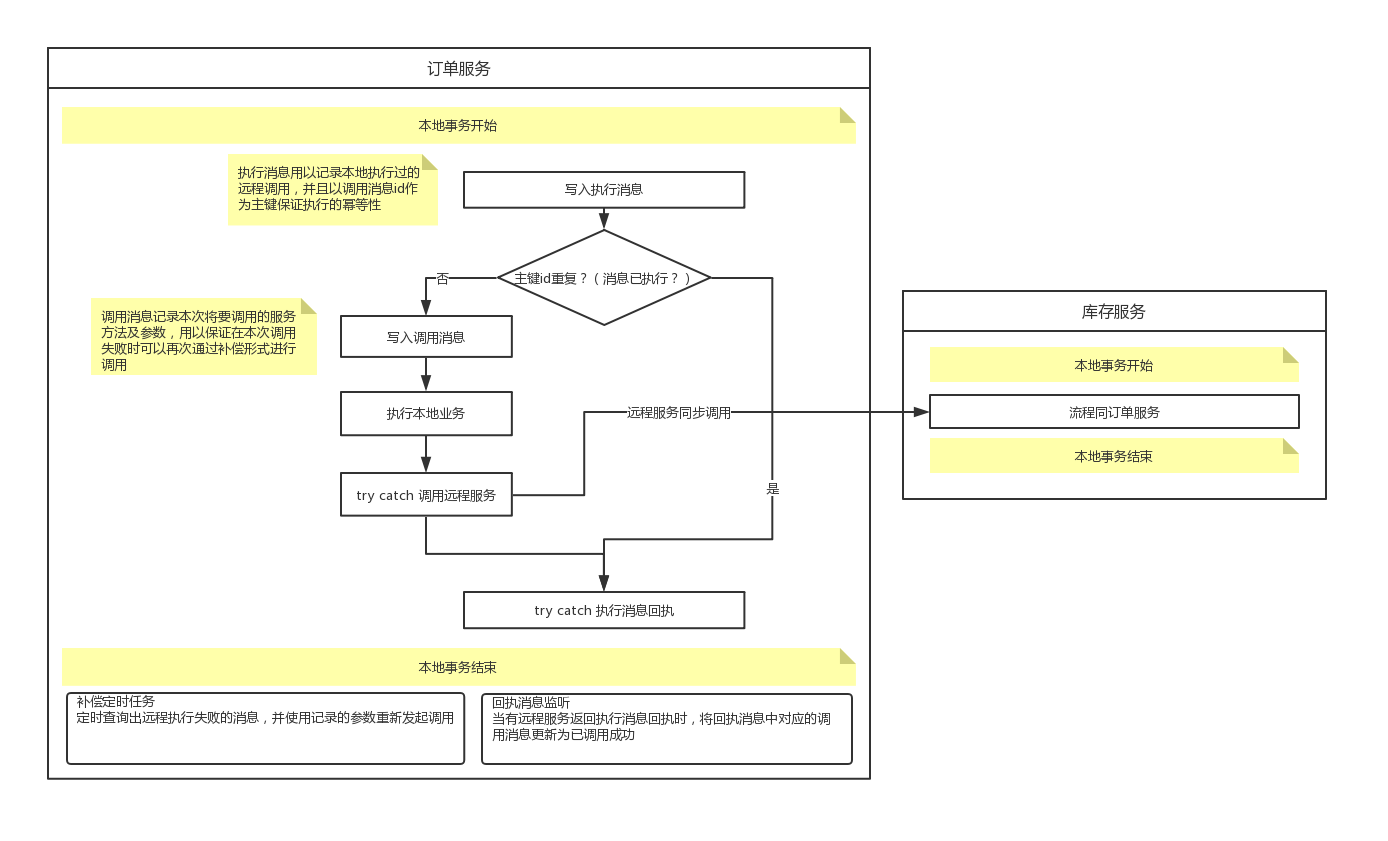 订单服务
本地事务开始
执行消息用以记录本地执行过的
远程调用，并且以调用消息id作
为主键保证执行的幂等性
写入执行消息
主键id重复？（消息已执行？）
否
调用消息记录本次将要调用的服务
方法及参数，用以保证在本次调用
失败时可以再次通过补偿形式进行
调用
写入调用消息
执行本地业务
远程服务同步调用
try catch 调用远程服务
是
try catch 执行消息回执
本地事务结束
补偿定时任务
定时查询出远程执行失败的消息，并使用记录的参数重新发起调用
回执消息监听
当有远程服务返回执行消息回执时，将回执消息中对应的调
用消息更新为已调用成功
库存服务
本地事务开始
流程同订单服务
本地事务结束